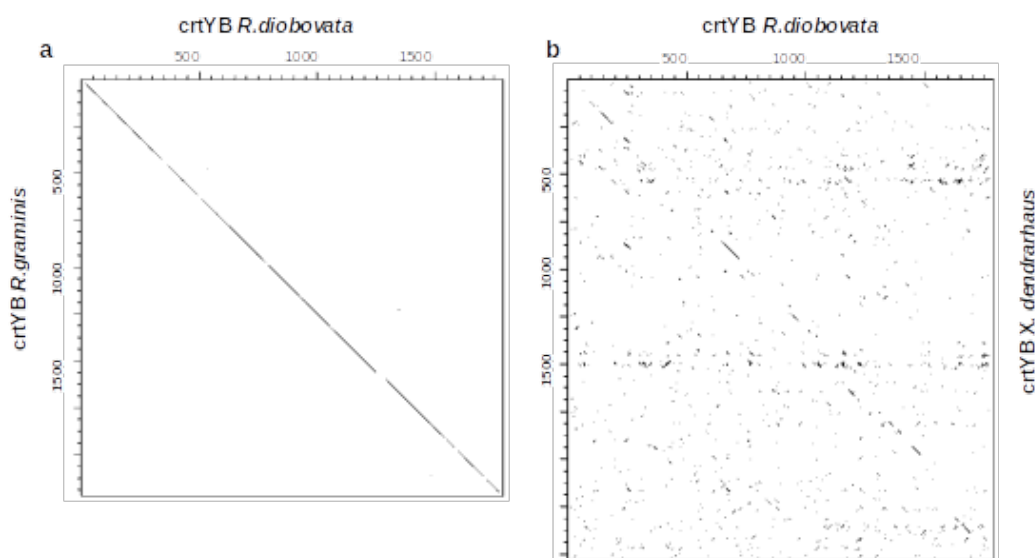 crtYB R.diobovata
a
500 1000 1500
crtYB R.graminis
500
1000
1500
crtYB R.diobovata
b
500 1000 1500
500
1000
1500
crtYB X. dendrarhaus